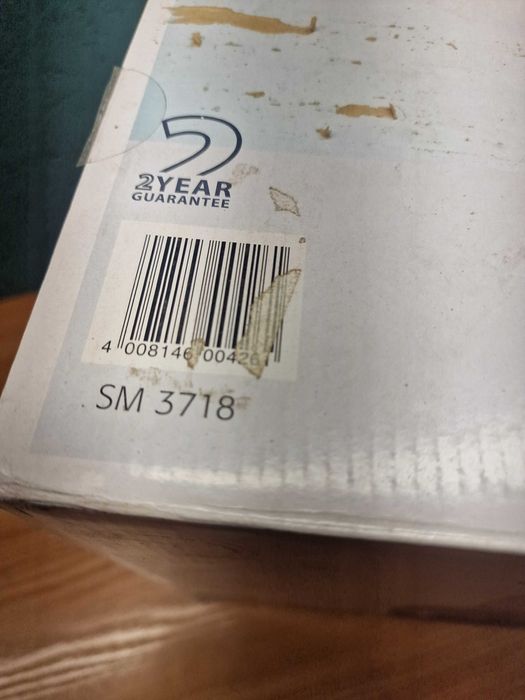 2YEAR
GUARANTEE
4 008146 00426
SM 3718